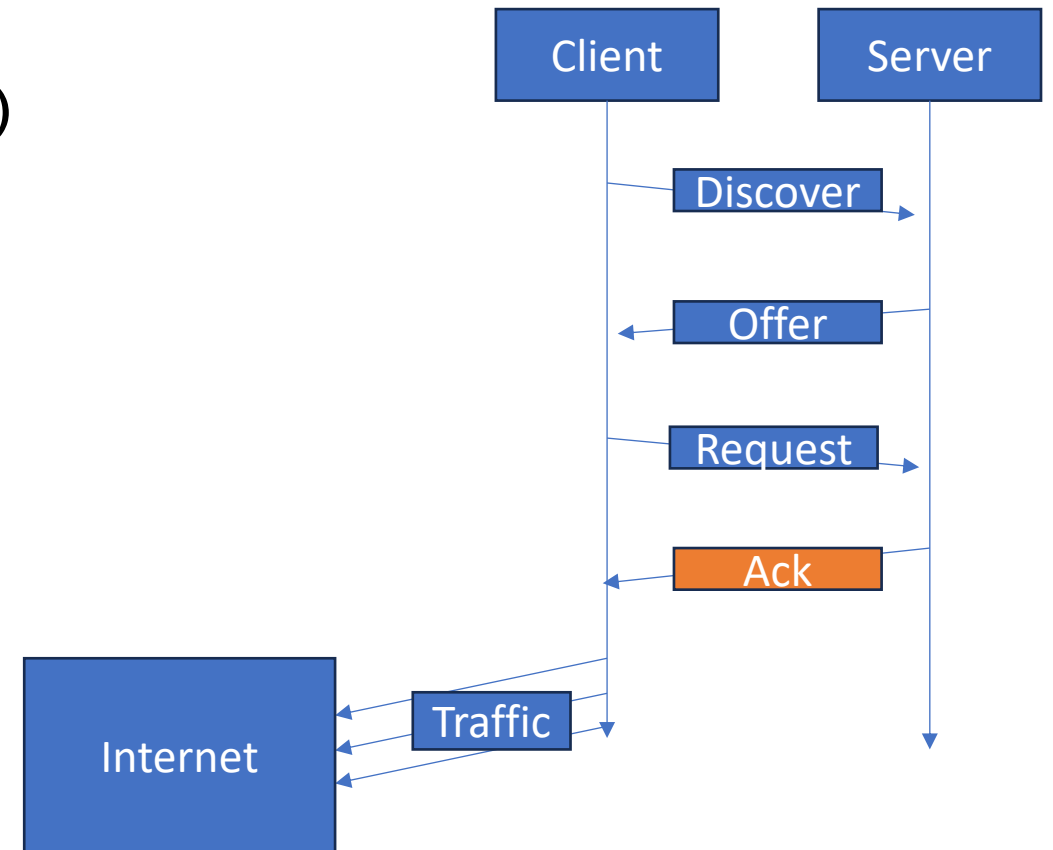 Client
Server
)
Discover
Offer
Request
Ack
Traffic
Internet